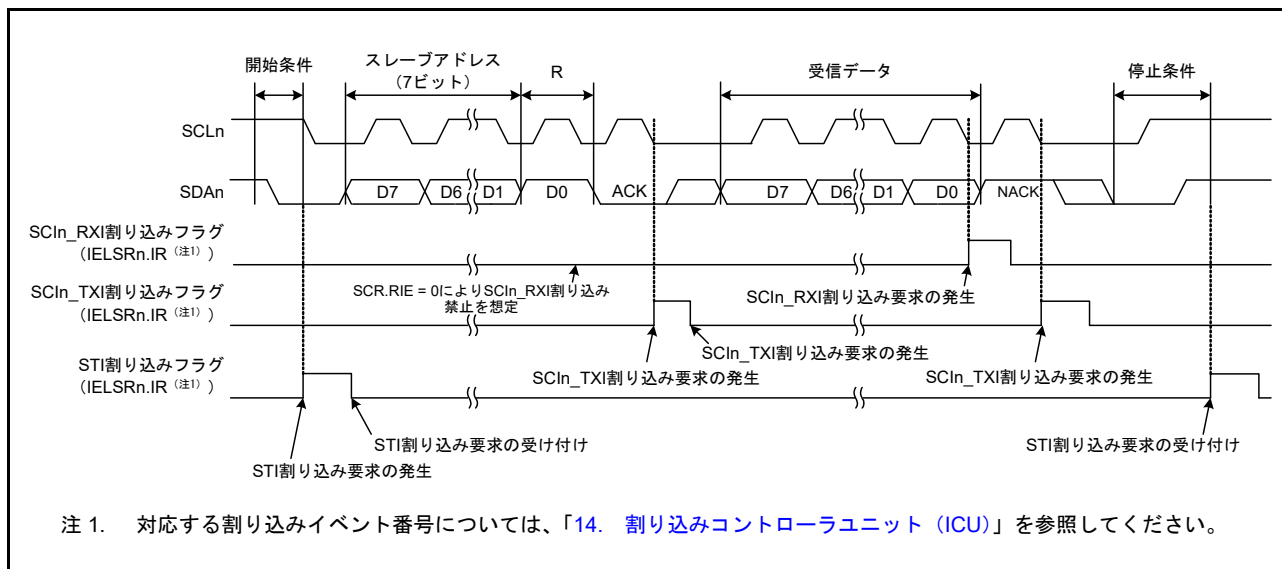 開始条件
スレーブアドレス
（7ビット）
R
受信データ
停止条件
SCLn
SDAn
D7
D6
D1
D0
ACK
D7
D6
D1
D0
NACK
SCIn_RXI割り込みフラグ
（IELSRn.IR（注1））
SCR.RIE = 0によりSCIn_RXI割り込み
禁止を想定
SCIn_RXI割り込み要求の発生
SCIn_TXI割り込みフラグ
（IELSRn.IR（注1））
SCIn_TXI割り込み要求の発生
SCIn_TXI割り込み要求の発生
SCIn_TXI割り込み要求の発生
STI割り込みフラグ
（IELSRn.IR（注1））
STI割り込み要求の受け付け
STI割り込み要求の発生
STI割り込み要求の受け付け
注 1. 対応する割り込みイベント番号については、「14. 割り込みコントローラユニット（ICU）」を参照してください。